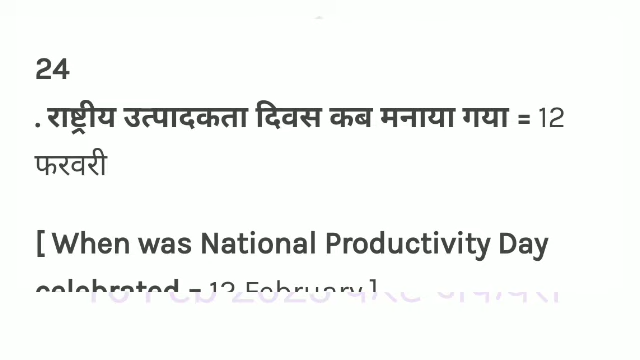 24
. राष्ट्रीय उत्पादकता दिवस कब मनाया गया = 12
फरवरी
[ When was National Productivity Day
celebrated = 12 February ]